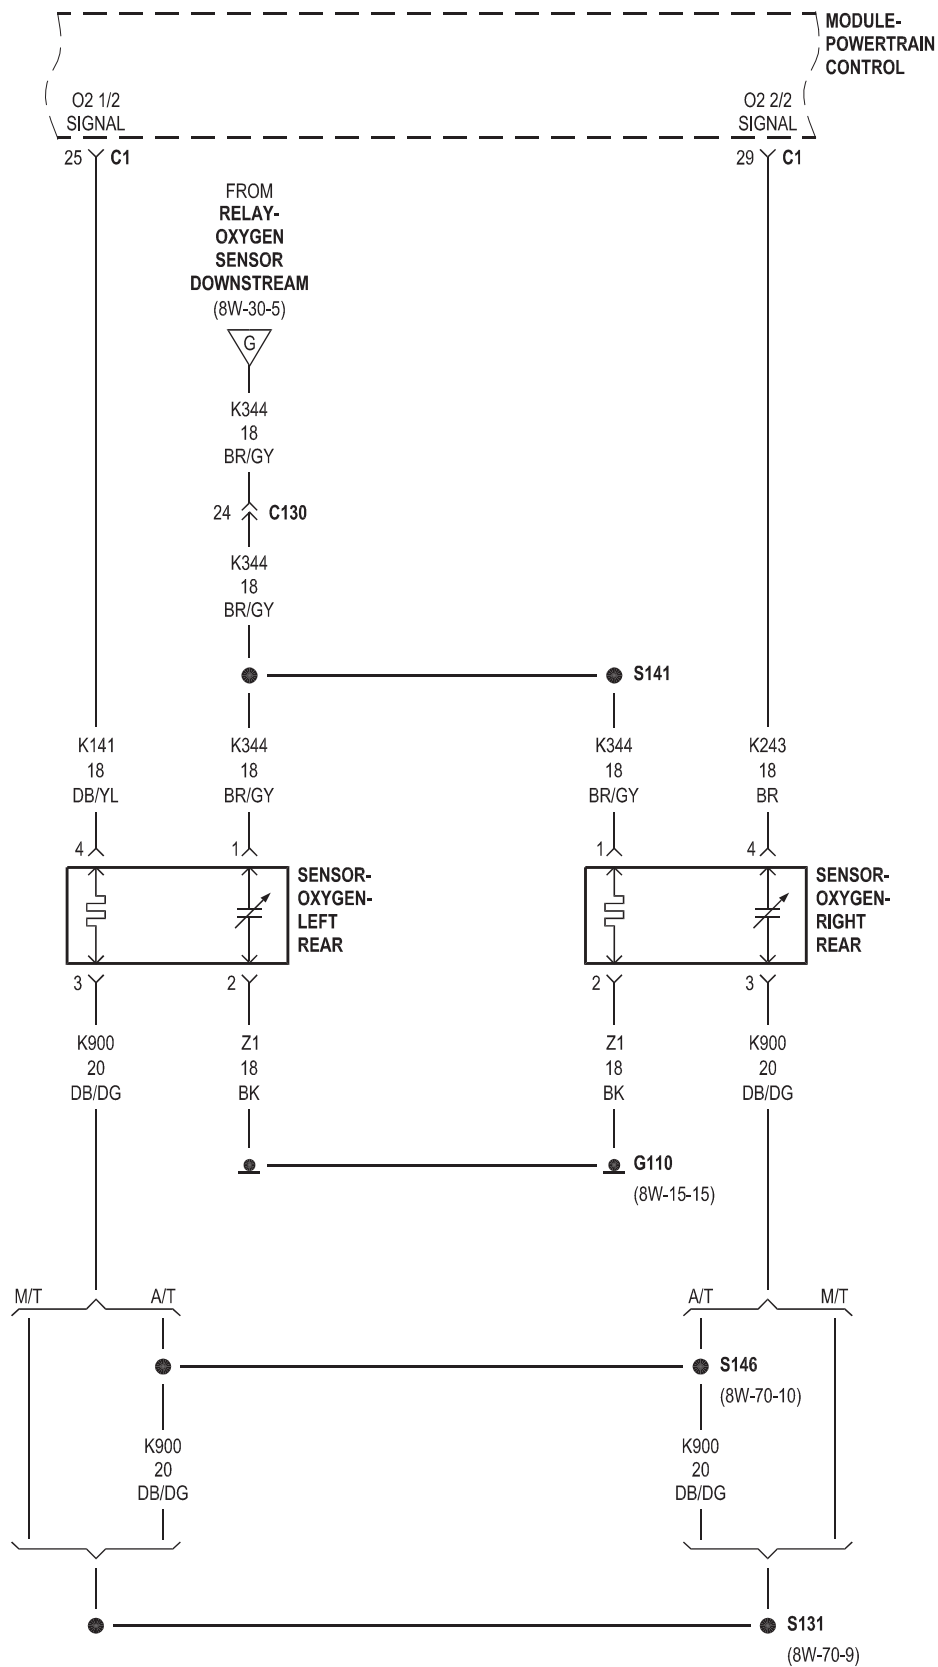 MODULE-
POWERTRAIN
CONTROL
O2 1/2
SIGNAL
O2 2/2
SIGNAL
25 C1
29 C1
FROM
RELAY-
OXYGEN
SENSOR
DOWNSTREAM
(8W-30-5)
G
K344
18
BR/GY
24 C130
K344
18
BR/GY
S141
K141
18
DB/YL
K344
18
BR/GY
K344
18
BR/GY
K243
18
BR
4
1
1
4
SENSOR-
OXYGEN-
LEFT
REAR
SENSOR-
OXYGEN-
RIGHT
REAR
3
2
2
3
K900
20
DB/DG
Z1
18
BK
Z1
18
BK
K900
20
DB/DG
G110
(8W-15-15)
M/T
A/T
A/T
M/T
S146
(8W-70-10)
K900
20
DB/DG
K900
20
DB/DG
S131
(8W-70-9)